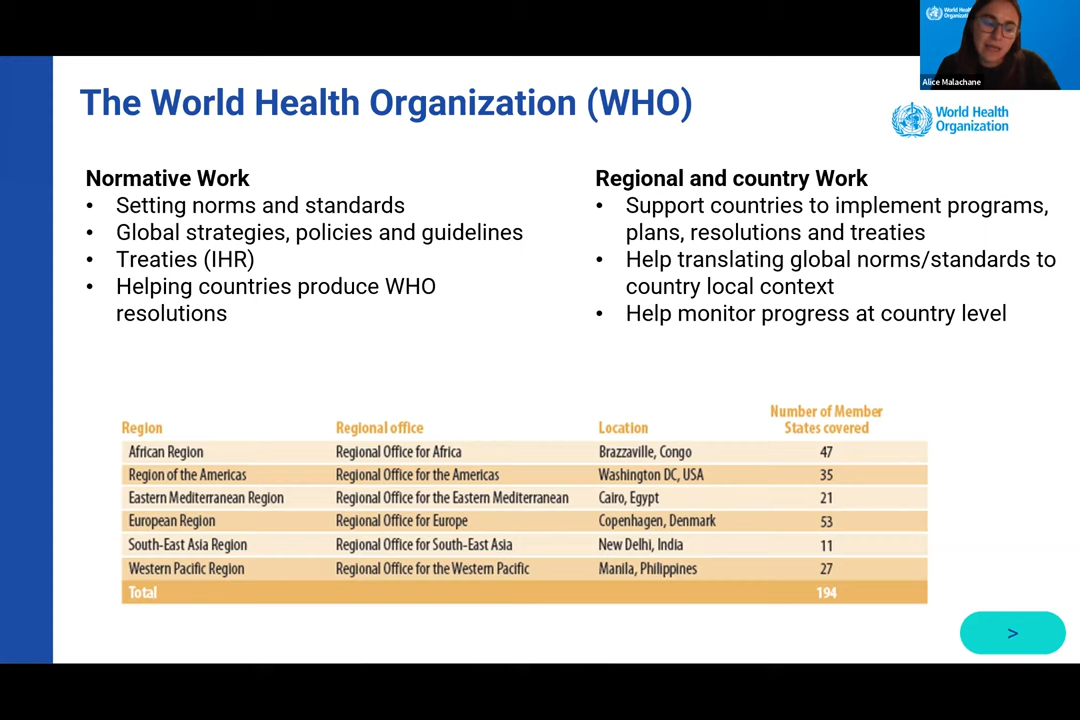 World Health
Organization
Alice Malachane
The World Health Organization (WHO)
World Health
Organization
Normative Work
• Setting norms and standards
• Global strategies, policies and guidelines
• Treaties (IHR)
• Helping countries produce WHO
resolutions
Regional and country Work
• Support countries to implement programs,
plans, resolutions and treaties
• Help translating global norms/standards to
country local context
• Help monitor progress at country level
Region Regional office Location Number of Member States covered
African Region Regional Office for Africa Brazzaville, Congo 47
Region of the Americas Regional Office for the Americas Washington DC, USA 35
Eastern Mediterranean Region Regional Office for the Eastern Mediterranean Cairo, Egypt 21
European Region Regional Office for Europe Copenhagen, Denmark 53
South-East Asia Region Regional Office for South-East Asia New Delhi, India 11
Western Pacific Region Regional Office for the Western Pacific Manila, Philippines 27
Total 194
>